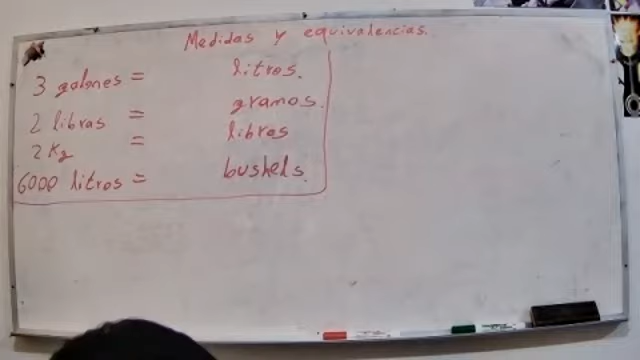 Medidas y equivalencias.
3 galones = litros.
2 libras = gramos.
2 Kg = libras
6000 litros = bushels.